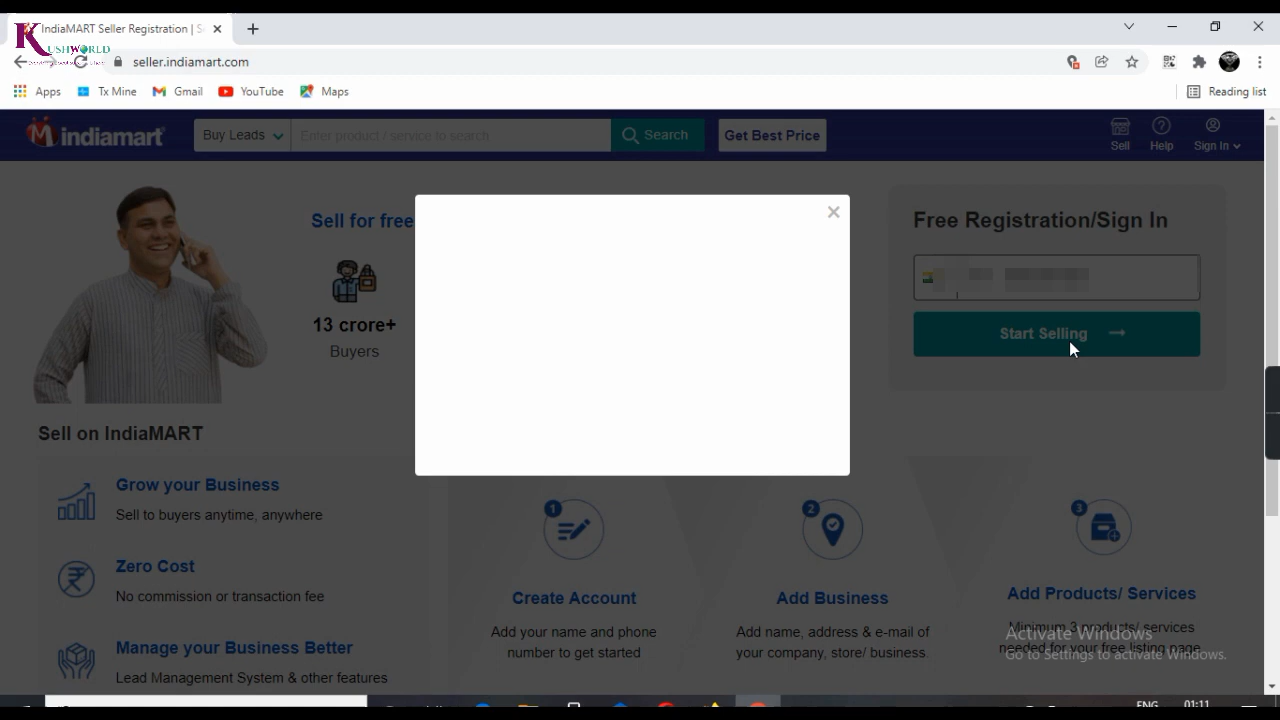 IndiaMART Seller Registration | S
KUSHWORLD
seller.indiamart.com
Apps
Tx Mine
Gmail
YouTube
Maps
Reading list
indiamart
Buy Leads
Enter product / service to search
Search
Get Best Price
Sell
Help
Sign In
Sell for free
13 crore+
Buyers
Free Registration/Sign In
Start Selling
Sell on IndiaMART
Grow your Business
Sell to buyers anytime, anywhere
Zero Cost
No commission or transaction fee
Manage your Business Better
Lead Management System & other features
1
Create Account
Add your name and phone
number to get started
2
Add Business
Add name, address & e-mail of
your company, store/ business.
3
Add Products/ Services
Minimum 3 products/ services
needed for your free listing page
Activate Windows
Go to Settings to activate Windows.
ENG
01:11